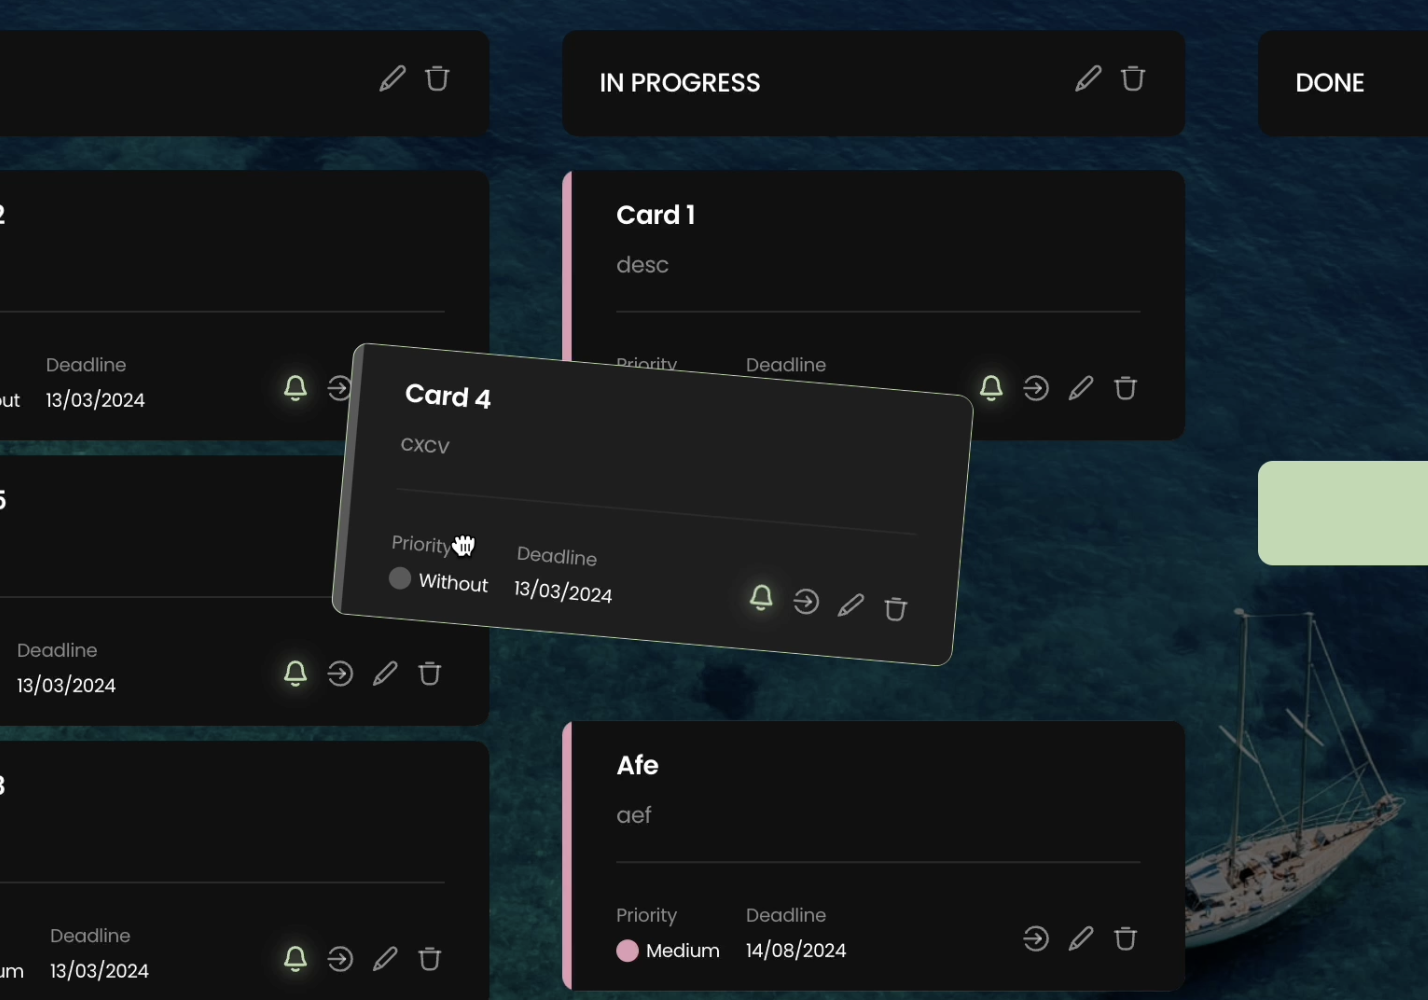 IN PROGRESS
DONE
2
Deadline
13/03/2024
5
Deadline
13/03/2024
3
Deadline
13/03/2024
Card 1
desc
Priority
Deadline
Card 4
cxcv
Priority
Deadline
Without
13/03/2024
Afe
aef
Priority
Deadline
Medium
14/08/2024